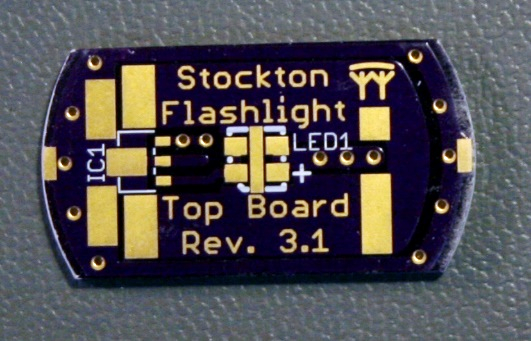 Stockton
Flashlight
IC1
LED1
+
Top Board
Rev. 3.1